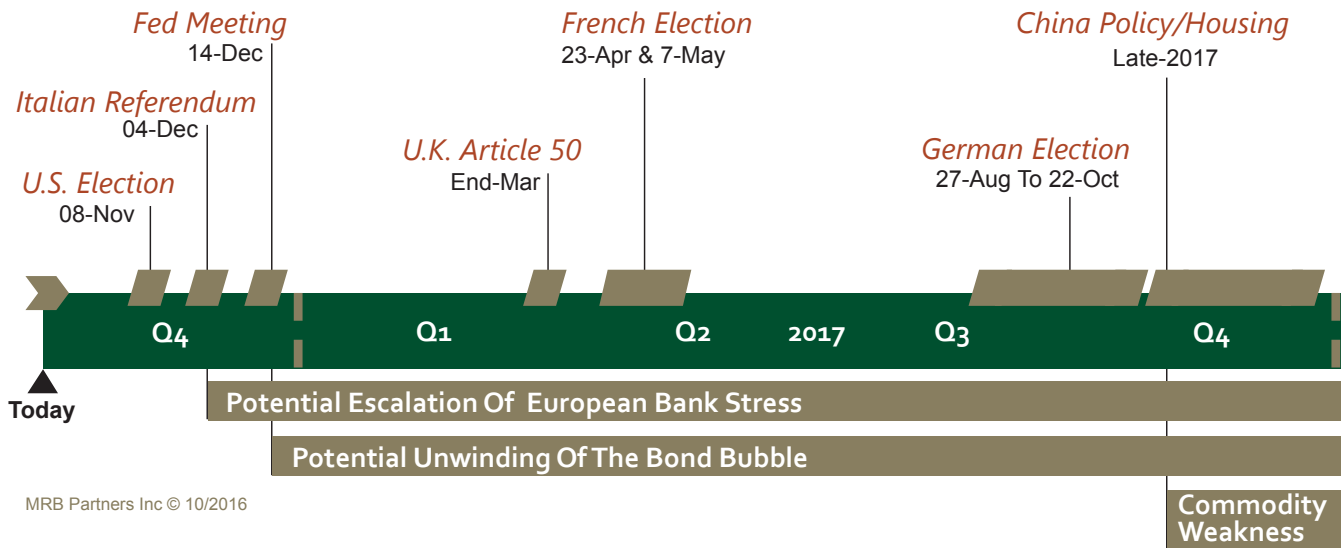 Fed Meeting
14-Dec
French Election
23-Apr & 7-May
China Policy/Housing
Late-2017
Italian Referendum
04-Dec
U.K. Article 50
End-Mar
German Election
27-Aug To 22-Oct
U.S. Election
08-Nov
Q4
Q1
Q2
2017
Q3
Q4
Today
Potential Escalation Of European Bank Stress
Potential Unwinding Of The Bond Bubble
MRB Partners Inc © 10/2016
Commodity
Weakness